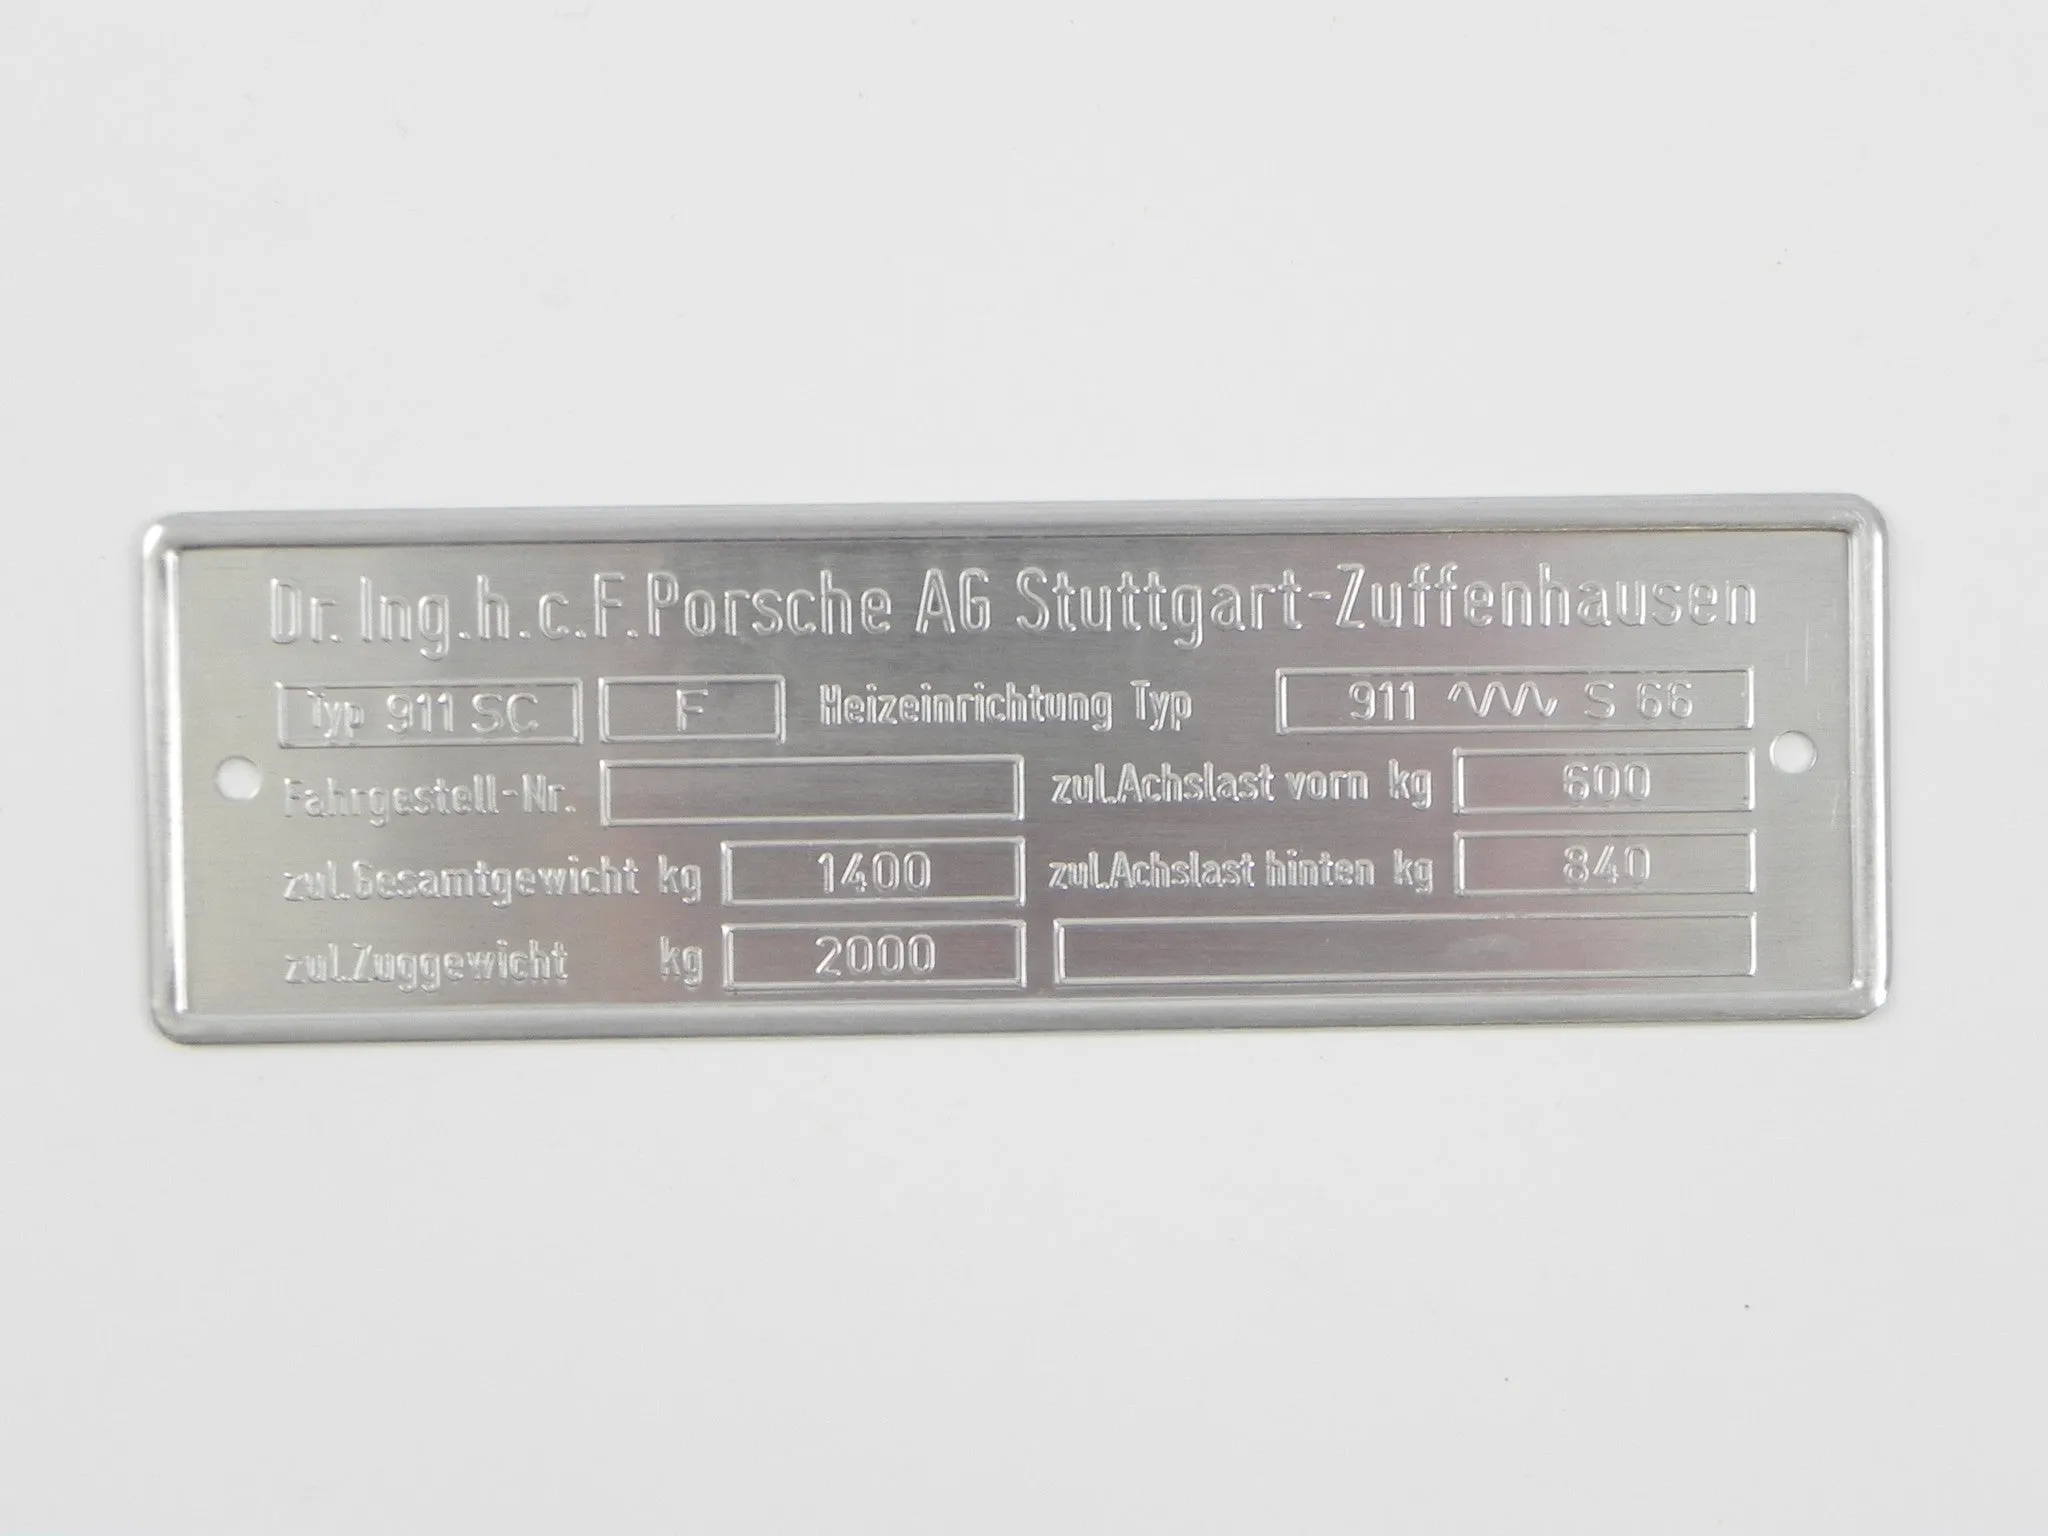 Dr. Ing.h.c.F.Porsche AG Stuttgart-Zuffenhausen
Typ 911 SC F Heizeinrichtung Typ 911 S 66
Fahrgestell-Nr. zul.Achslast vorn kg 600
zul.Gesamtgewicht kg 1400 zul.Achslast hinten kg 840
zul.Zuggewicht kg 2000